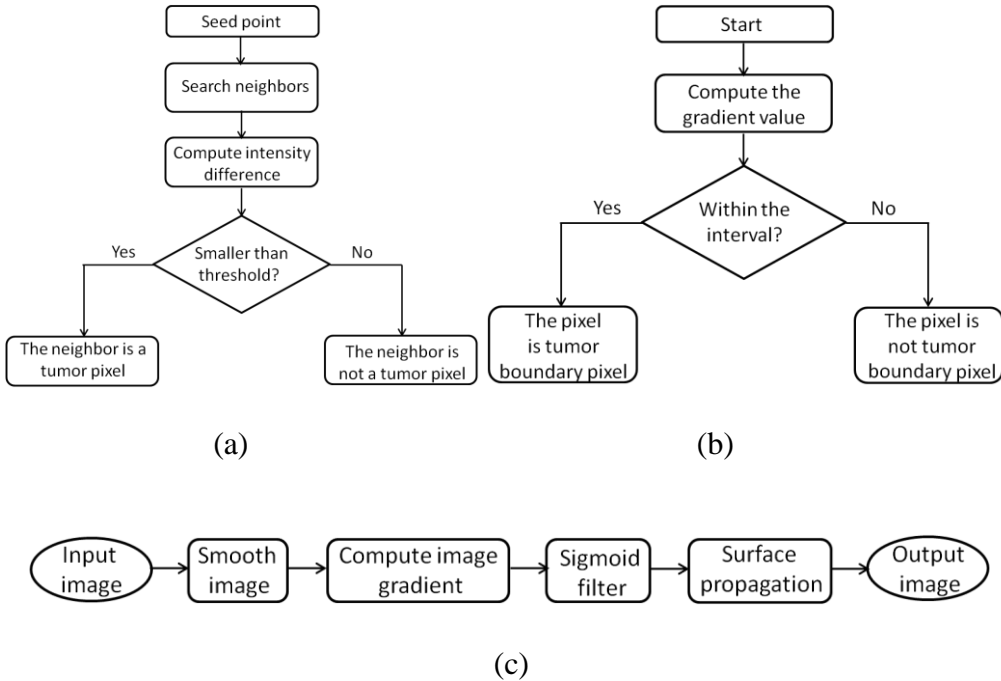 Seed point
Search neighbors
Compute intensity
difference
Smaller than
threshold?
Yes
No
The neighbor is a
tumor pixel
The neighbor is
not a tumor pixel
(a)
Start
Compute the
gradient value
Within the
interval?
Yes
No
The pixel
is tumor
boundary pixel
The pixel is
not tumor
boundary pixel
(b)
Input
image
Smooth
image
Compute image
gradient
Sigmoid
filter
Surface
propagation
Output
image
(c)